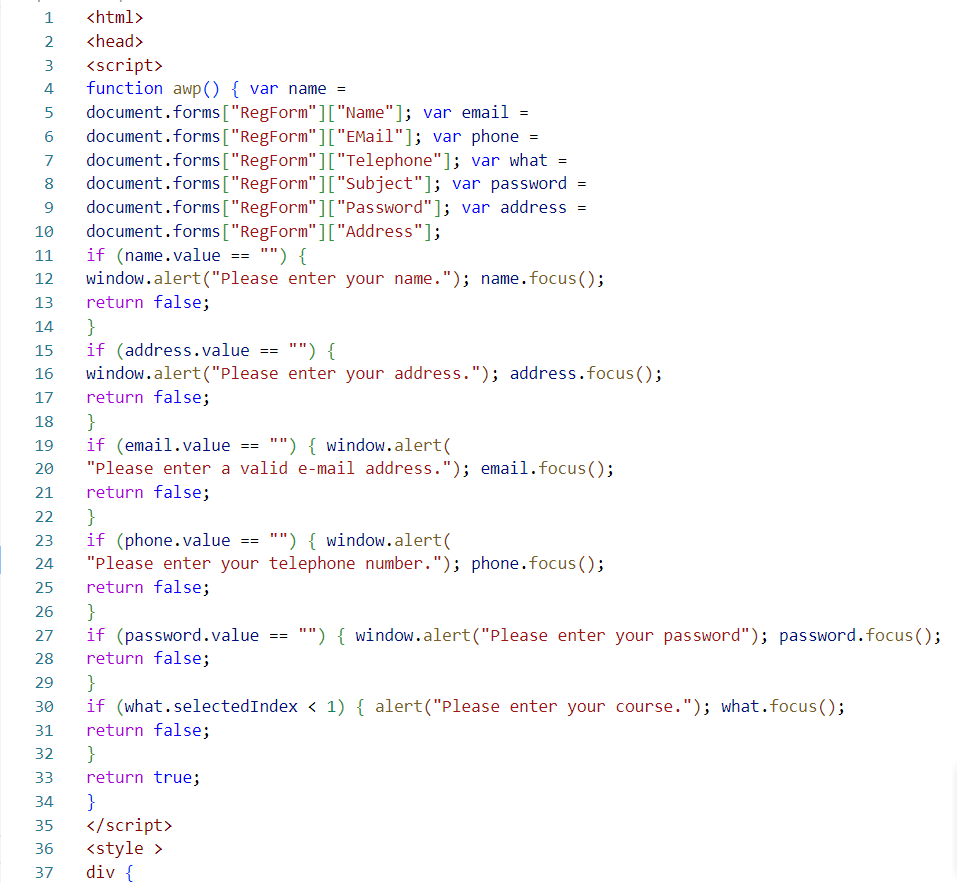 1 <html>
2 <head>
3 <script>
4 function awp() { var name =
5 document.forms["RegForm"]["Name"]; var email =
6 document.forms["RegForm"]["EMail"]; var phone =
7 document.forms["RegForm"]["Telephone"]; var what =
8 document.forms["RegForm"]["Subject"]; var password =
9 document.forms["RegForm"]["Password"]; var address =
10 document.forms["RegForm"]["Address"];
11 if (name.value == "") {
12 window.alert("Please enter your name."); name.focus();
13 return false;
14 }
15 if (address.value == "") {
16 window.alert("Please enter your address."); address.focus();
17 return false;
18 }
19 if (email.value == "") { window.alert(
20 "Please enter a valid e-mail address."); email.focus();
21 return false;
22 }
23 if (phone.value == "") { window.alert(
24 "Please enter your telephone number."); phone.focus();
25 return false;
26 }
27 if (password.value == "") { window.alert("Please enter your password"); password.focus();
28 return false;
29 }
30 if (what.selectedIndex < 1) { alert("Please enter your course."); what.focus();
31 return false;
32 }
33 return true;
34 }
35 </script>
36 <style >
37 div {